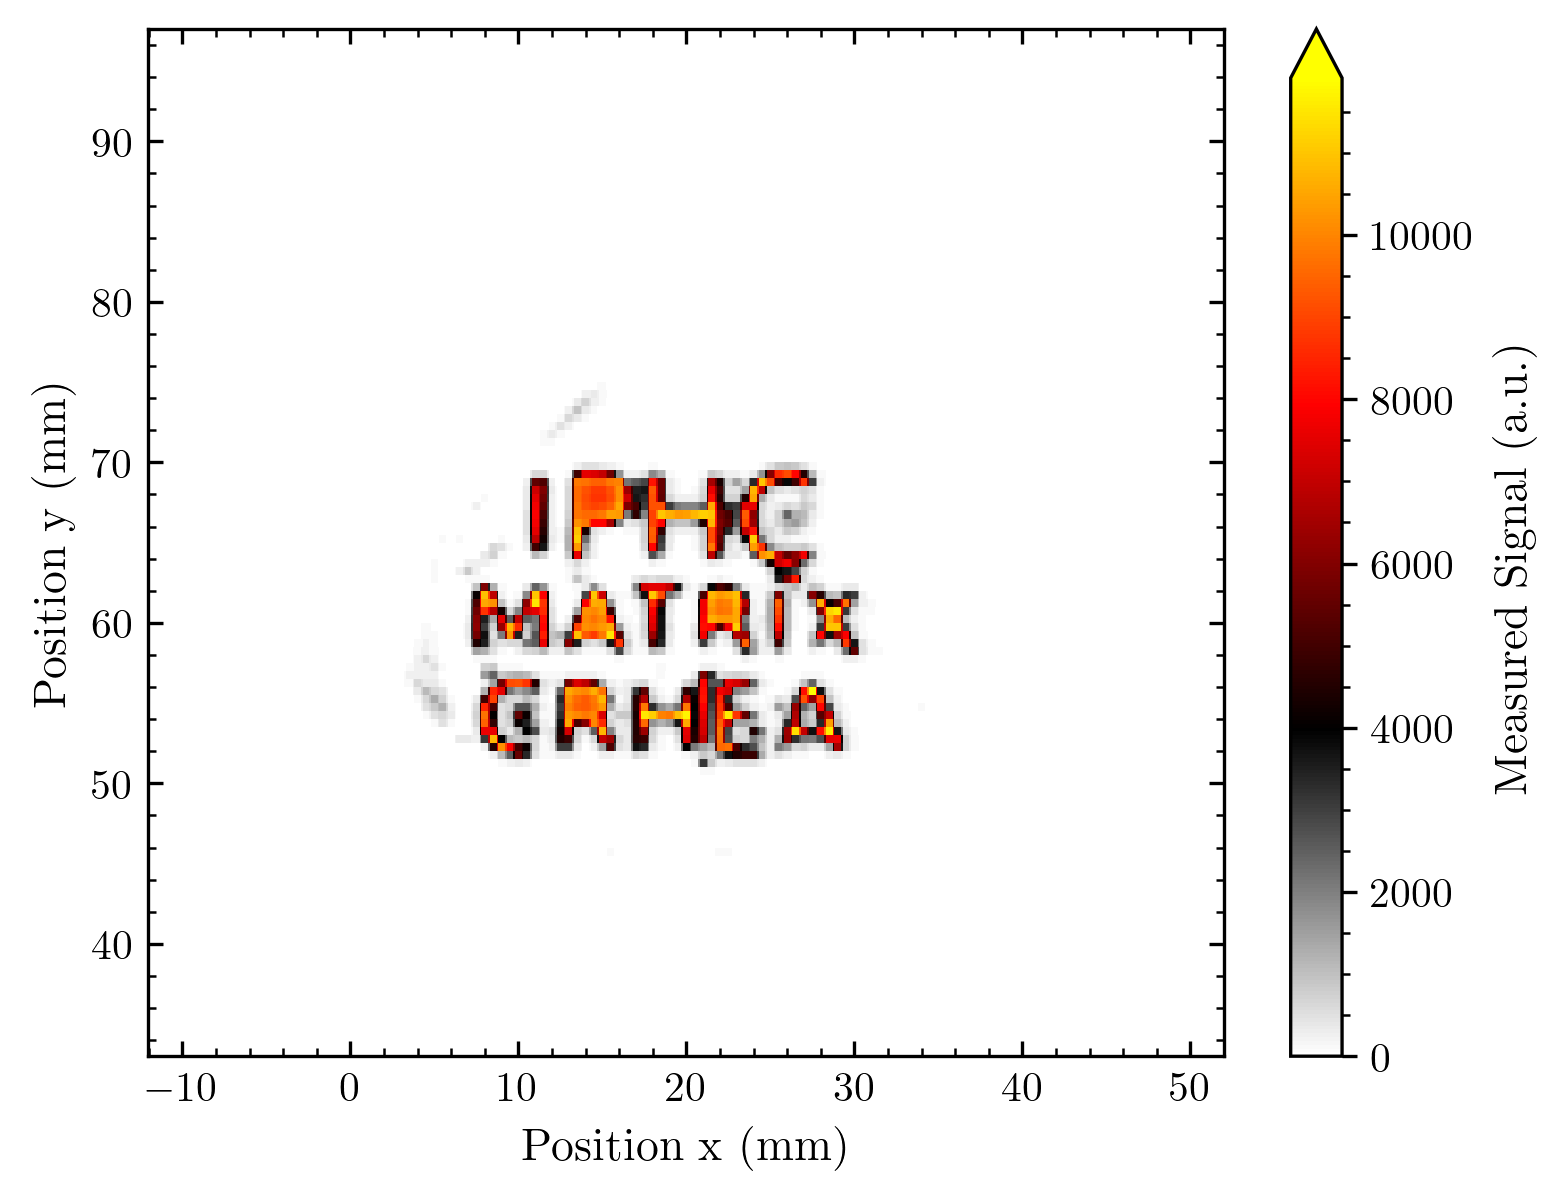 90
80
70
60
50
40
−10 0 10 20 30 40 50
Position x (mm)
Position y (mm)
IPHC
MATRIX
GRHEA
10000
8000
6000
4000
2000
0
Measured Signal (a.u.)